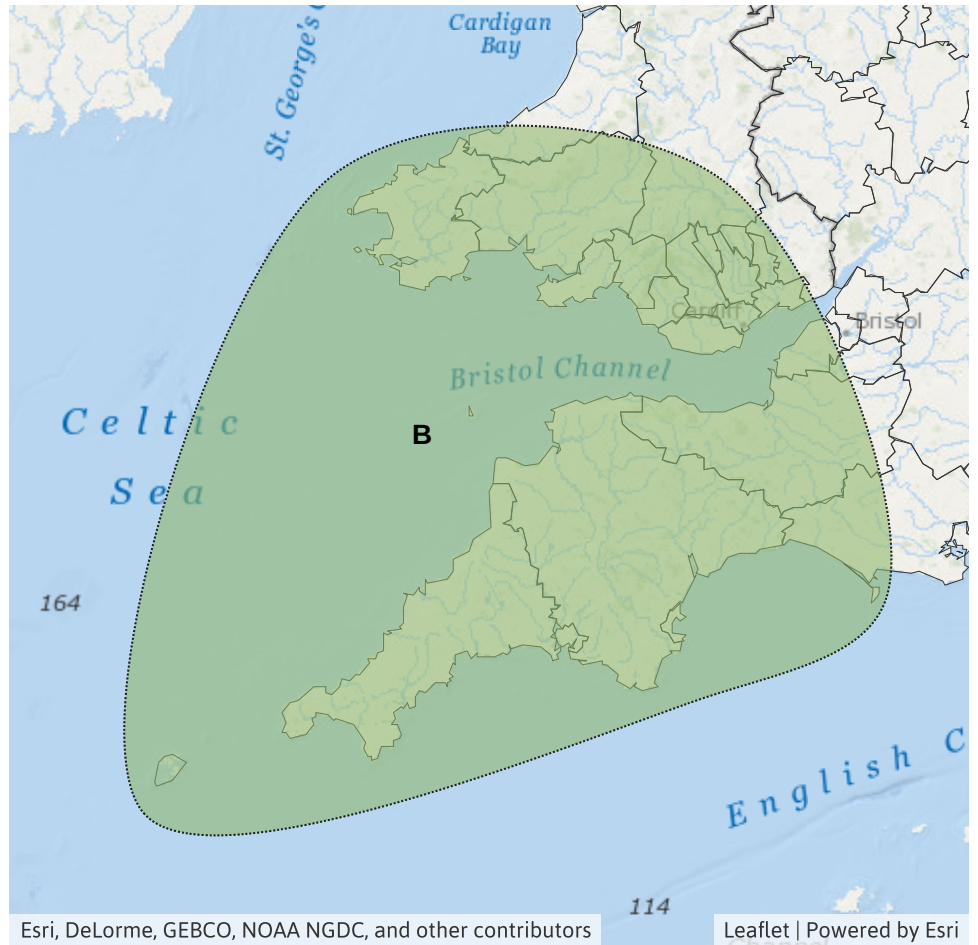 St. George's C
Cardigan
Bay
Cardiff
Bristol
Bristol Channel
Celtic
Sea
B
164
English C
114
Channel
Esri, DeLorme, GEBCO, NOAA NGDC, and other contributors
Leaflet | Powered by Esri